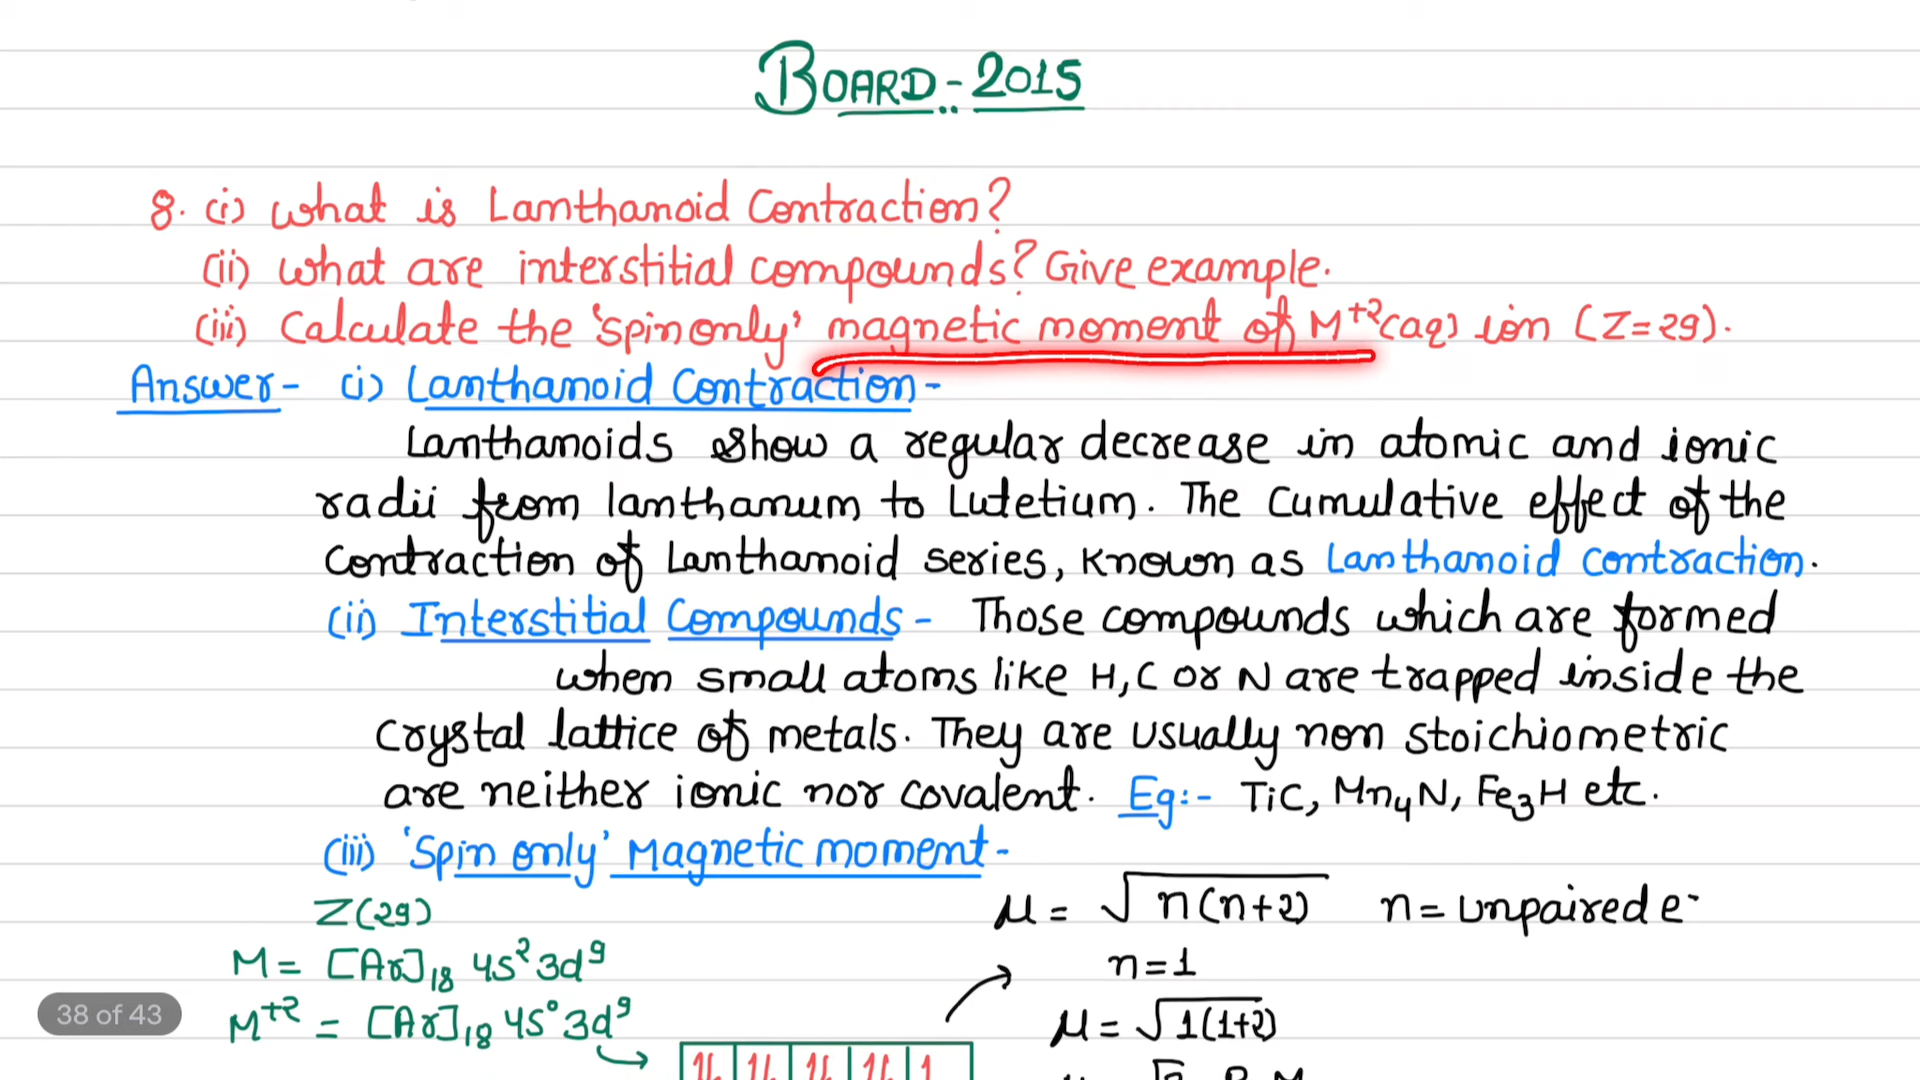 BOARD-2015
8. (i) What is Lanthanoid Contraction?
(ii) What are interstitial compounds? Give example.
(iii) Calculate the 'spin only' magnetic moment of M⁺²(aq) ion (Z=29).
Answer- (i) Lanthanoid Contraction-
Lanthanoids show a regular decrease in atomic and ionic
radii from lanthanum to Lutetium. The cumulative effect of the
contraction of Lanthanoid series, known as Lanthanoid contraction.
(ii) Interstitial Compounds - Those compounds which are formed
when small atoms like H, C or N are trapped inside the
crystal lattice of metals. They are usually non stoichiometric
are neither ionic nor covalent. Eg:- TiC, Mn₄N, Fe₃H etc.
(iii) 'Spin only' Magnetic moment-
Z(29)
M = [Ar]₁₈ 4s² 3d⁹
M⁺² = [Ar]₁₈ 4s⁰ 3d⁹
μ = √n(n+2) n = unpaired e⁻
n=1
μ = √1(1+2)
38 of 43